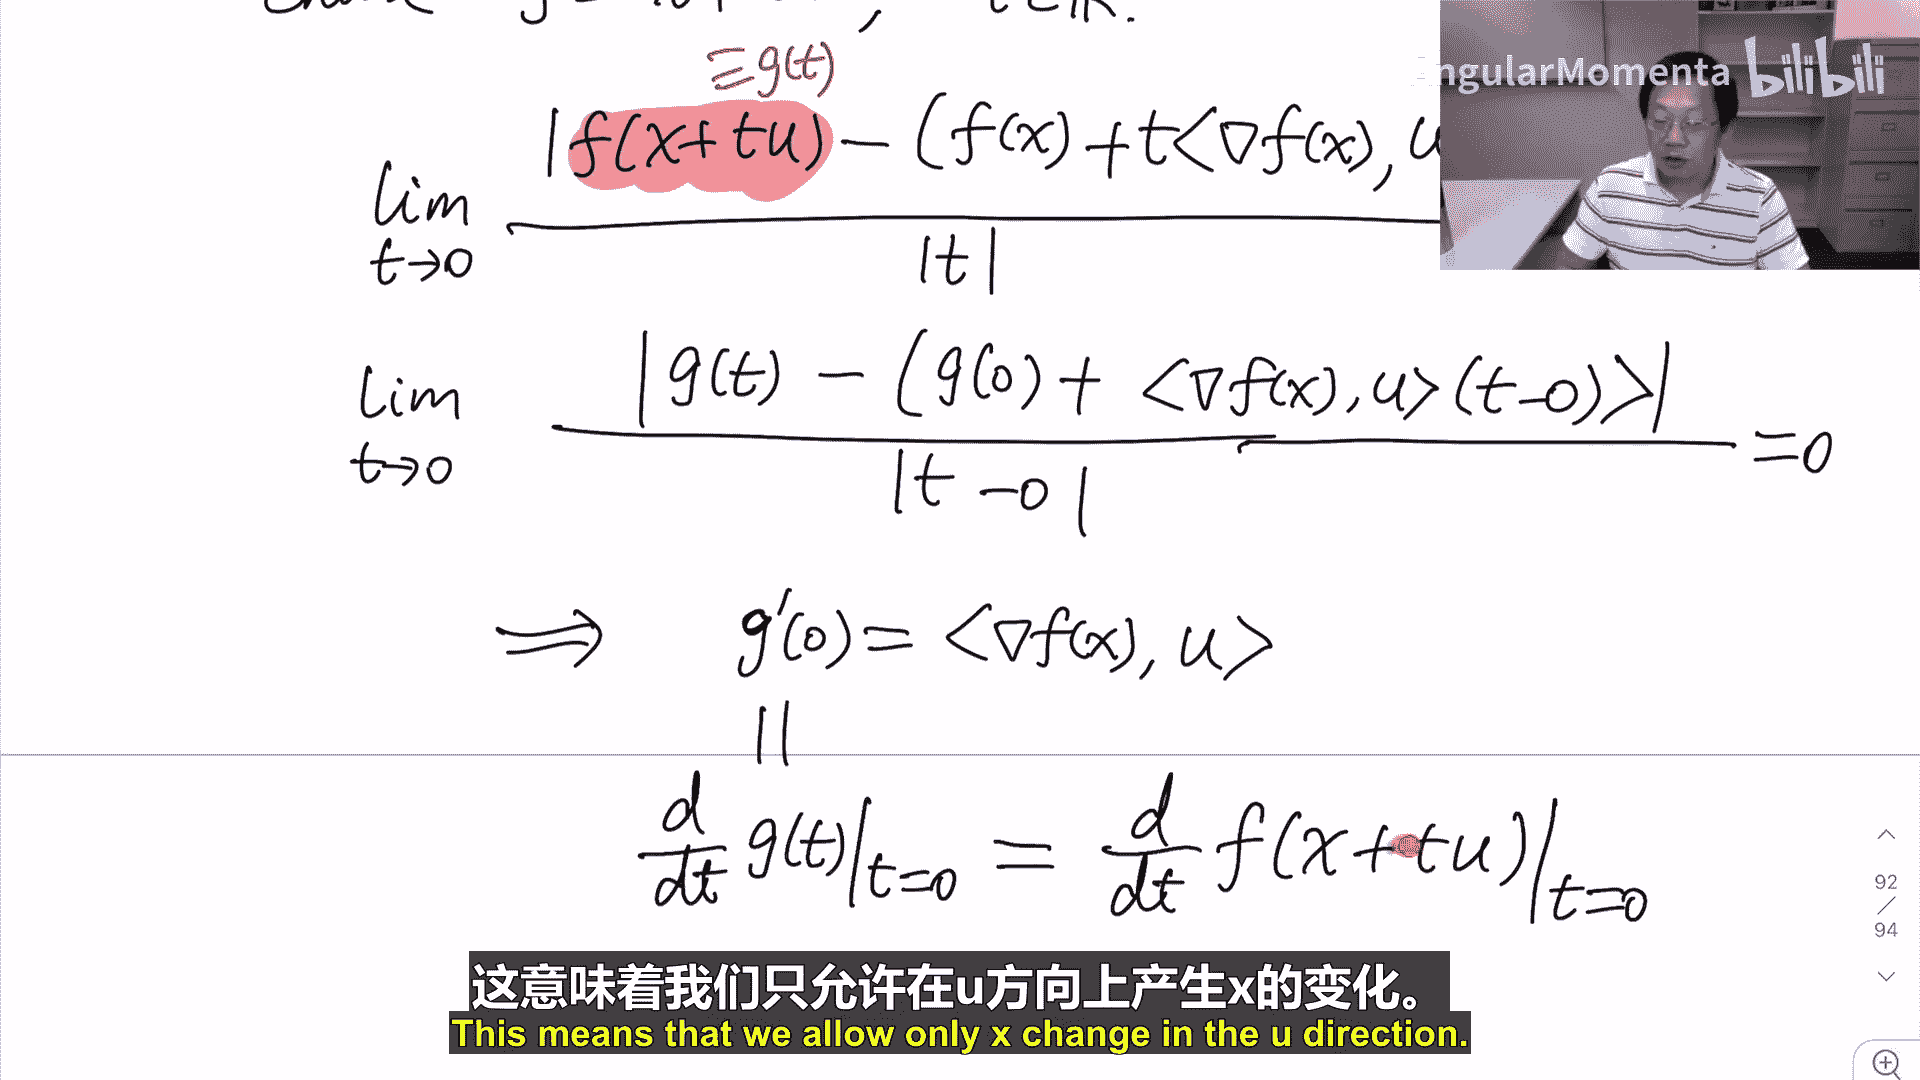 ≡g(t)
|f(x+tu) − (f(x) + t<∇f(x), u
lim
t→0
|t|
|g(t) − (g(0) + <∇f(x), u>(t−0))>|
lim
t→0
=0
|t−0|
⟹ g'(0) = <∇f(x), u>
||
d/dt g(t)|t=0 = d/dt f(x+tu)|t=0
ngularMomenta bilibili
92
/
94
这意味着我们只允许在u方向上产生x的变化。
This means that we allow only x change in the u direction.